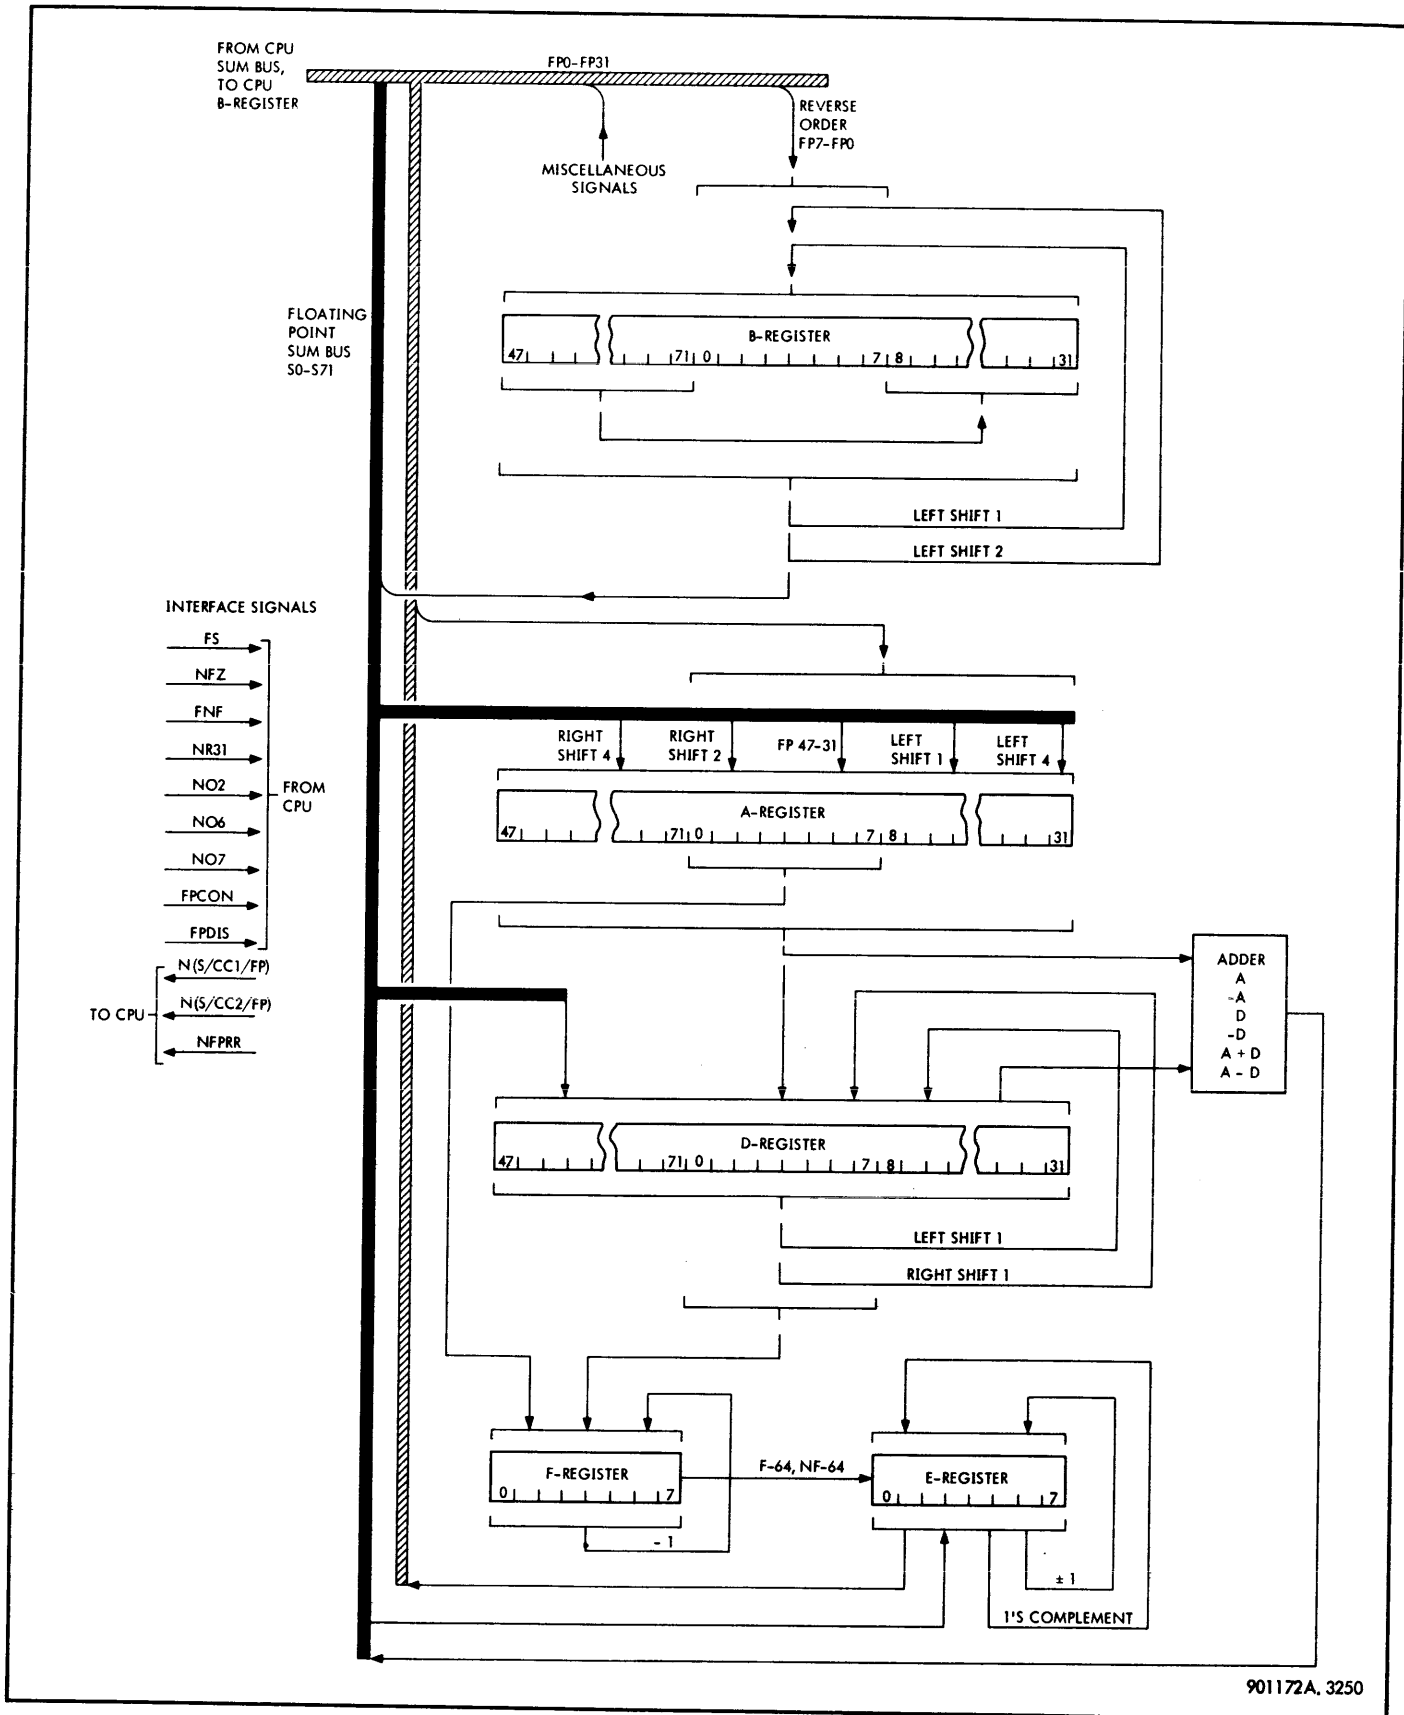 FROM CPU
SUM BUS,
TO CPU
B-REGISTER
FP0-FP31
REVERSE
ORDER
FP7-FP0
MISCELLANEOUS
SIGNALS
FLOATING
POINT
SUM BUS
S0-S71
B-REGISTER
47 71 0 7 8 31
LEFT SHIFT 1
LEFT SHIFT 2
INTERFACE SIGNALS
FS
NFZ
FNF
NR31
NO2
NO6
NO7
FPCON
FPDIS
FROM
CPU
N(S/CC1/FP)
N(S/CC2/FP)
NFPRR
TO CPU
RIGHT
SHIFT 4
RIGHT
SHIFT 2
FP 47-31
LEFT
SHIFT 1
LEFT
SHIFT 4
A-REGISTER
47 71 0 7 8 31
ADDER
A
-A
D
-D
A + D
A - D
D-REGISTER
47 71 0 7 8 31
LEFT SHIFT 1
RIGHT SHIFT 1
F-REGISTER
0 7
F-64, NF-64
E-REGISTER
0 7
- 1
± 1
1'S COMPLEMENT
901172A. 3250